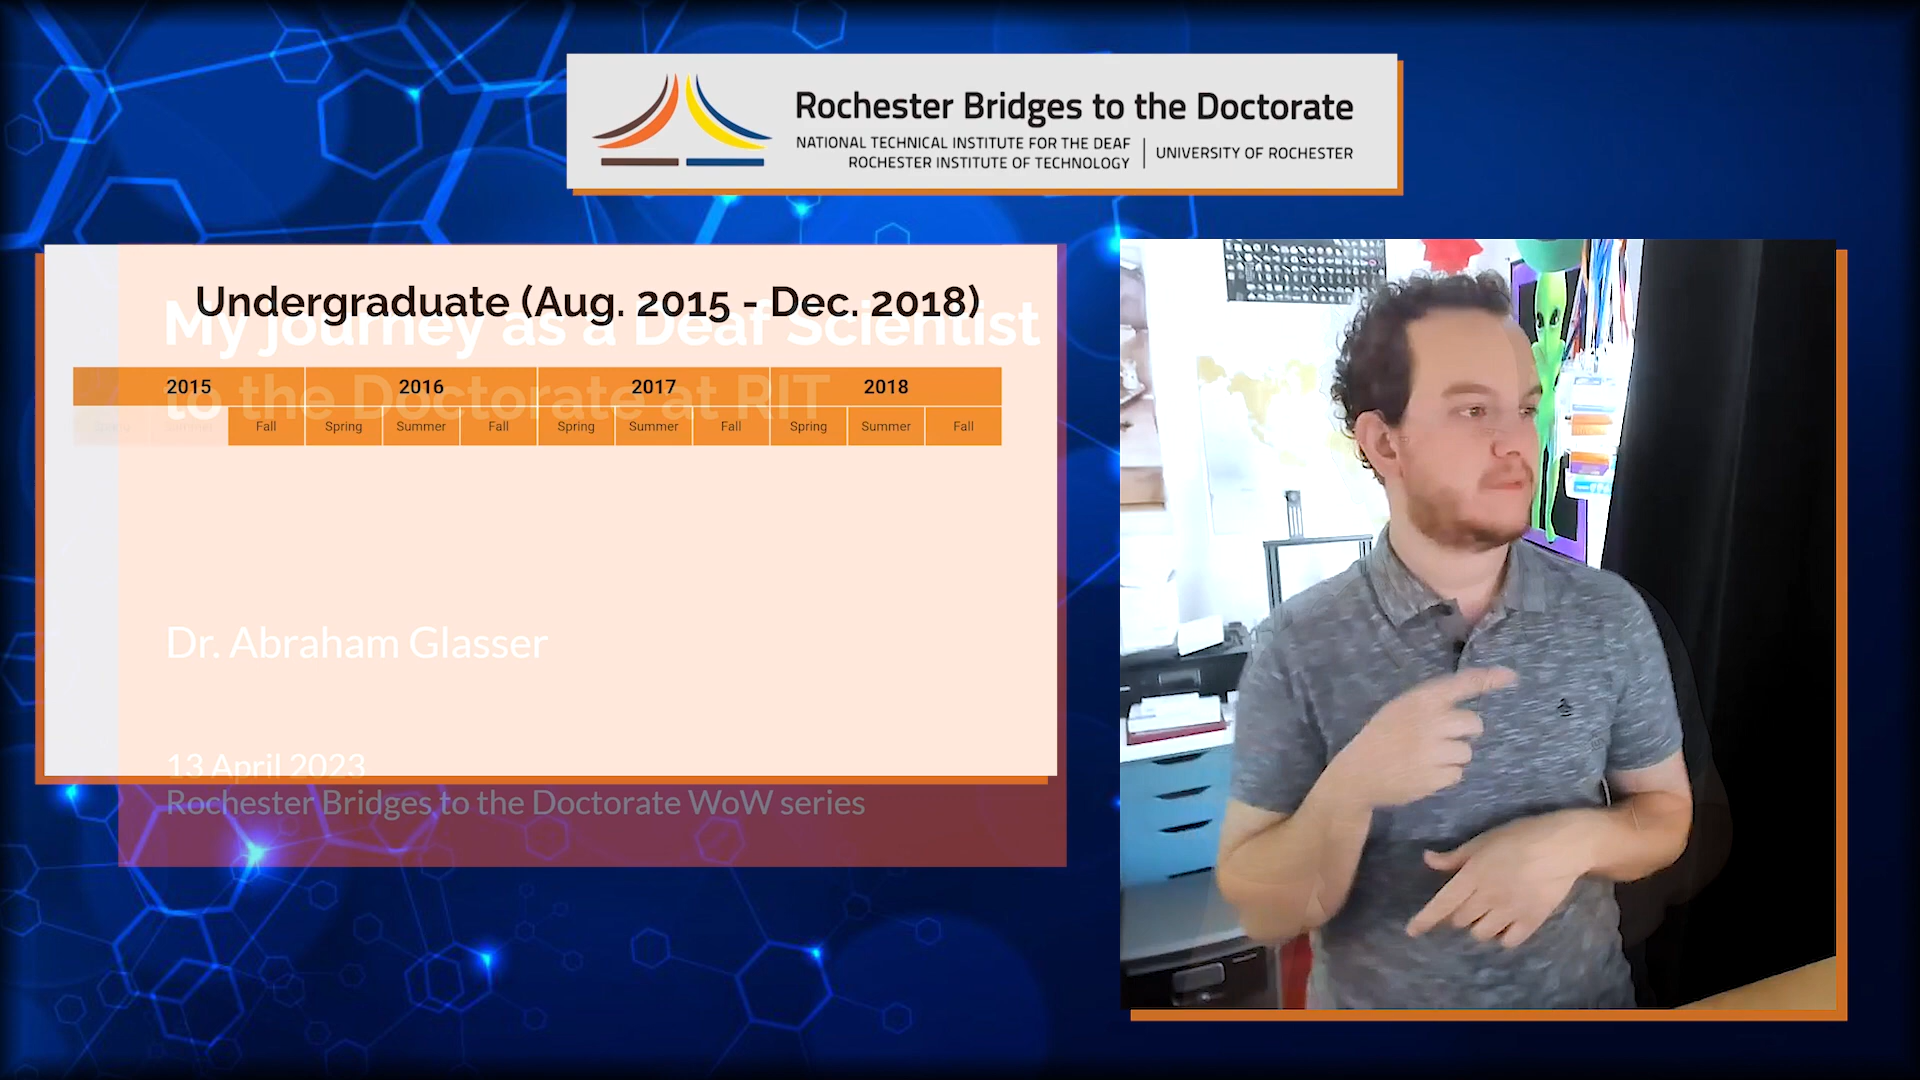 Rochester Bridges to the Doctorate
NATIONAL TECHNICAL INSTITUTE FOR THE DEAF
ROCHESTER INSTITUTE OF TECHNOLOGY
UNIVERSITY OF ROCHESTER
Undergraduate (Aug. 2015 - Dec. 2018)
My Journey as a Deaf Scientist
to the Doctorate at RIT
2015 2016 2017 2018
Spring Summer Fall Spring Summer Fall Spring Summer Fall Spring Summer Fall
Dr. Abraham Glasser
13 April 2023
Rochester Bridges to the Doctorate WoW series